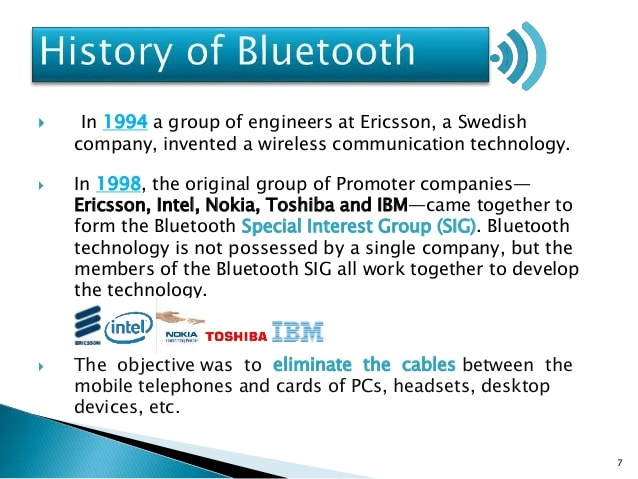 History of Bluetooth
In 1994 a group of engineers at Ericsson, a Swedish
company, invented a wireless communication technology.
In 1998, the original group of Promoter companies—
Ericsson, Intel, Nokia, Toshiba and IBM—came together to
form the Bluetooth Special Interest Group (SIG). Bluetooth
technology is not possessed by a single company, but the
members of the Bluetooth SIG all work together to develop
the technology.
ERICSSON intel NOKIA TOSHIBA IBM
The objective was to eliminate the cables between the
mobile telephones and cards of PCs, headsets, desktop
devices, etc.
7